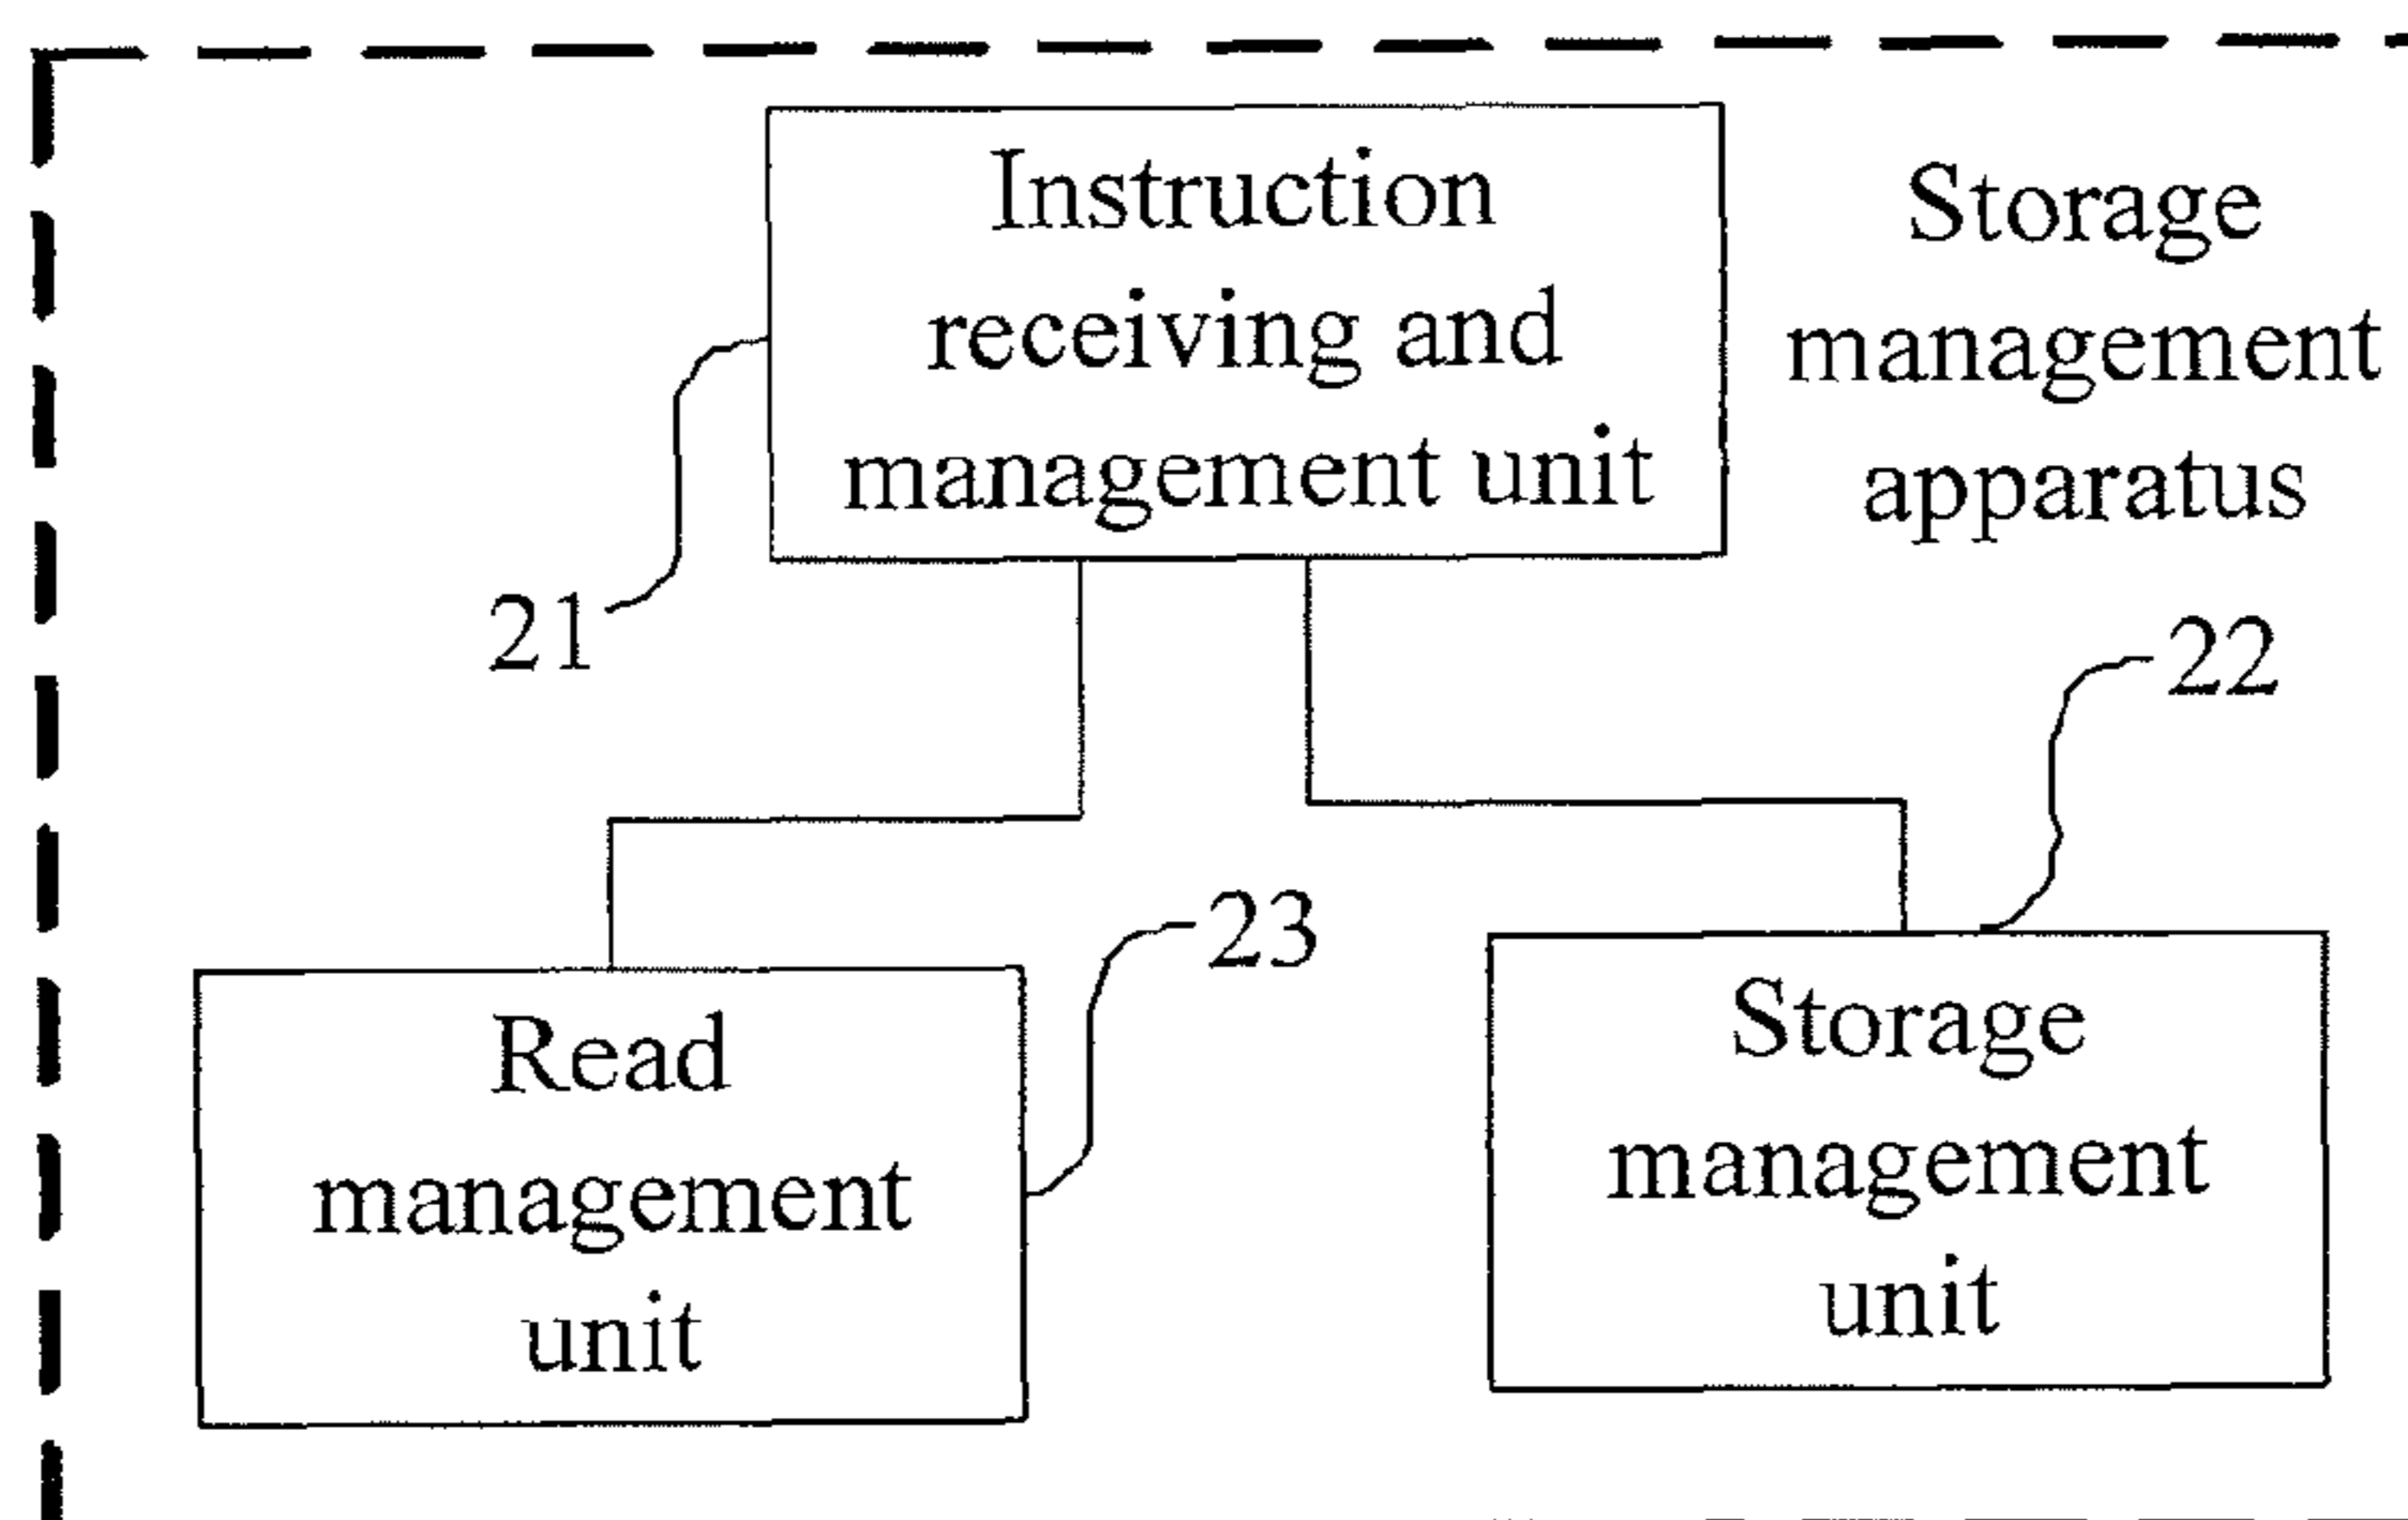 Instruction
receiving and
management unit
Storage
management
apparatus
21
22
23
Read
management
unit
Storage
management
unit